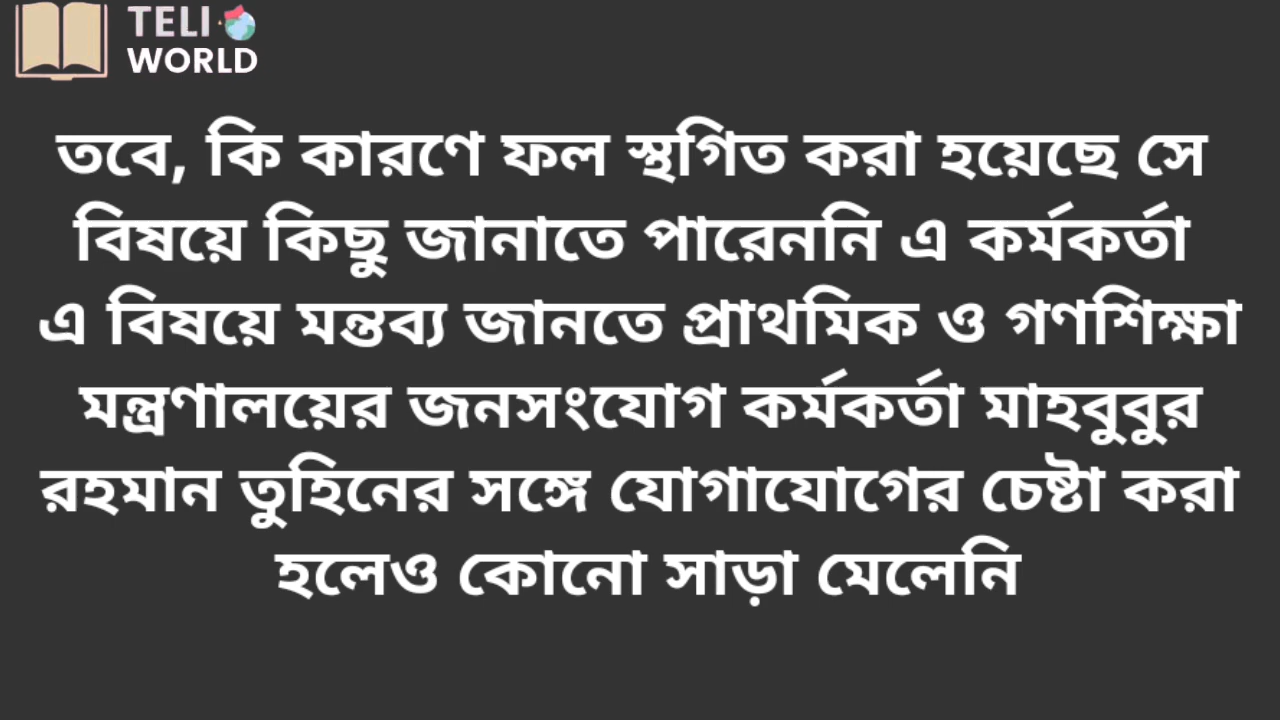 TELI
WORLD
তবে, কি কারণে ফল স্থগিত করা হয়েছে সে
বিষয়ে কিছু জানাতে পারেননি এ কর্মকর্তা
এ বিষয়ে মন্তব্য জানতে প্রাথমিক ও গণশিক্ষা
মন্ত্রণালয়ের জনসংযোগ কর্মকর্তা মাহবুবুর
রহমান তুহিনের সঙ্গে যোগাযোগের চেষ্টা করা
হলেও কোনো সাড়া মেলেনি